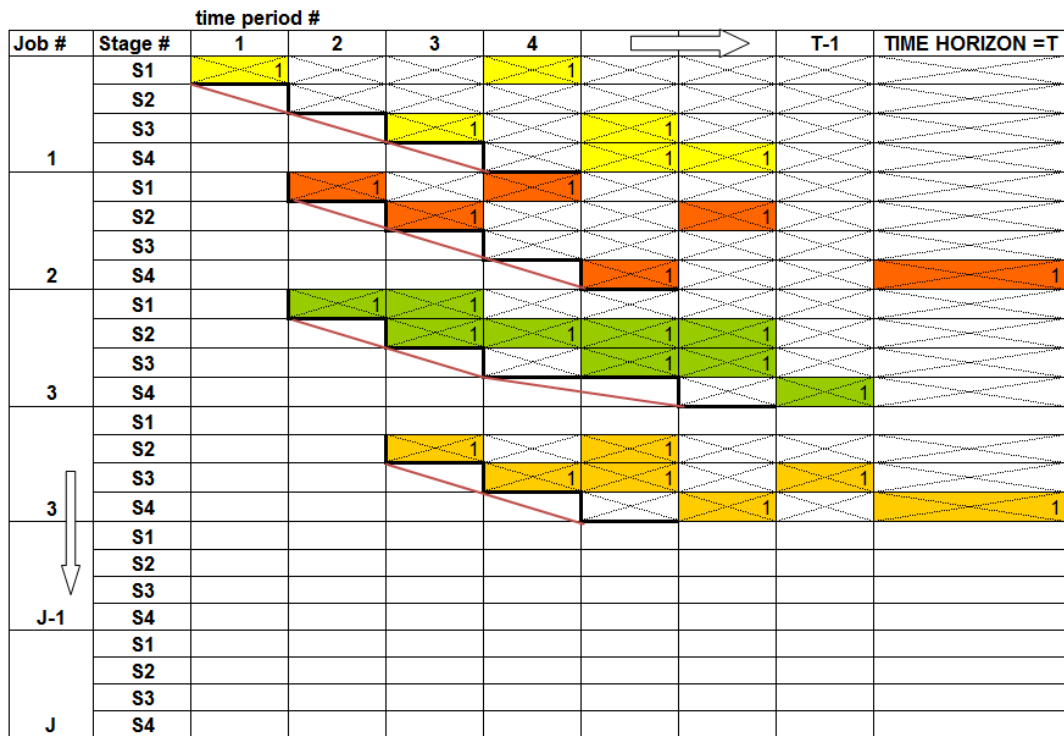 time period #
Job # Stage # 1 2 3 4 T-1 TIME HORIZON =T
S1 1 1
S2
S3 1 1
1 S4 1 1
S1 1 1
S2 1 1
S3
2 S4 1 1
S1 1 1
S2 1 1 1 1
S3 1 1
3 S4 1
S1
S2 1 1
S3 1 1 1
3 S4 1 1
S1
S2
S3
J-1 S4
S1
S2
S3
J S4